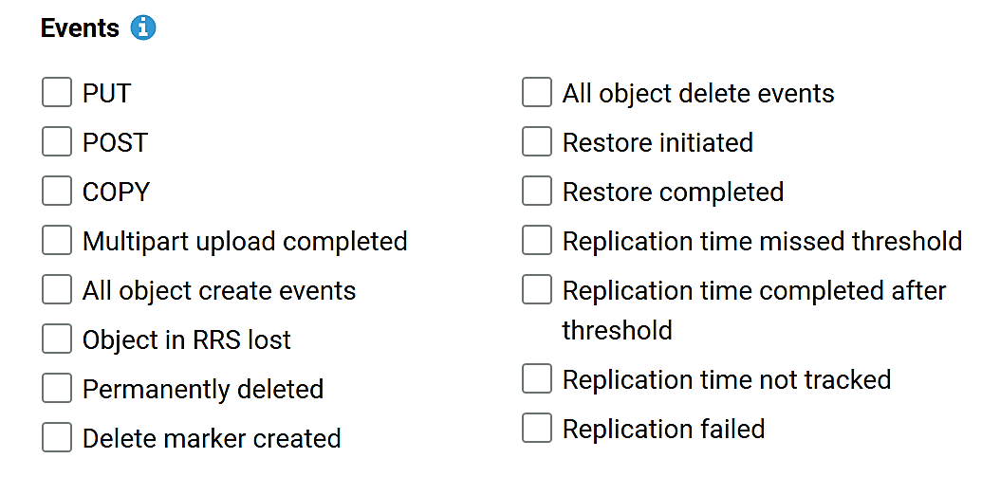 Events
PUT
POST
COPY
Multipart upload completed
All object create events
Object in RRS lost
Permanently deleted
Delete marker created
All object delete events
Restore initiated
Restore completed
Replication time missed threshold
Replication time completed after
threshold
Replication time not tracked
Replication failed